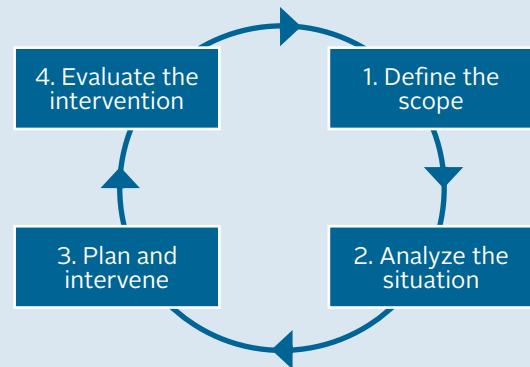 1. Define the
scope
2. Analyze the
situation
3. Plan and
intervene
4. Evaluate the
intervention